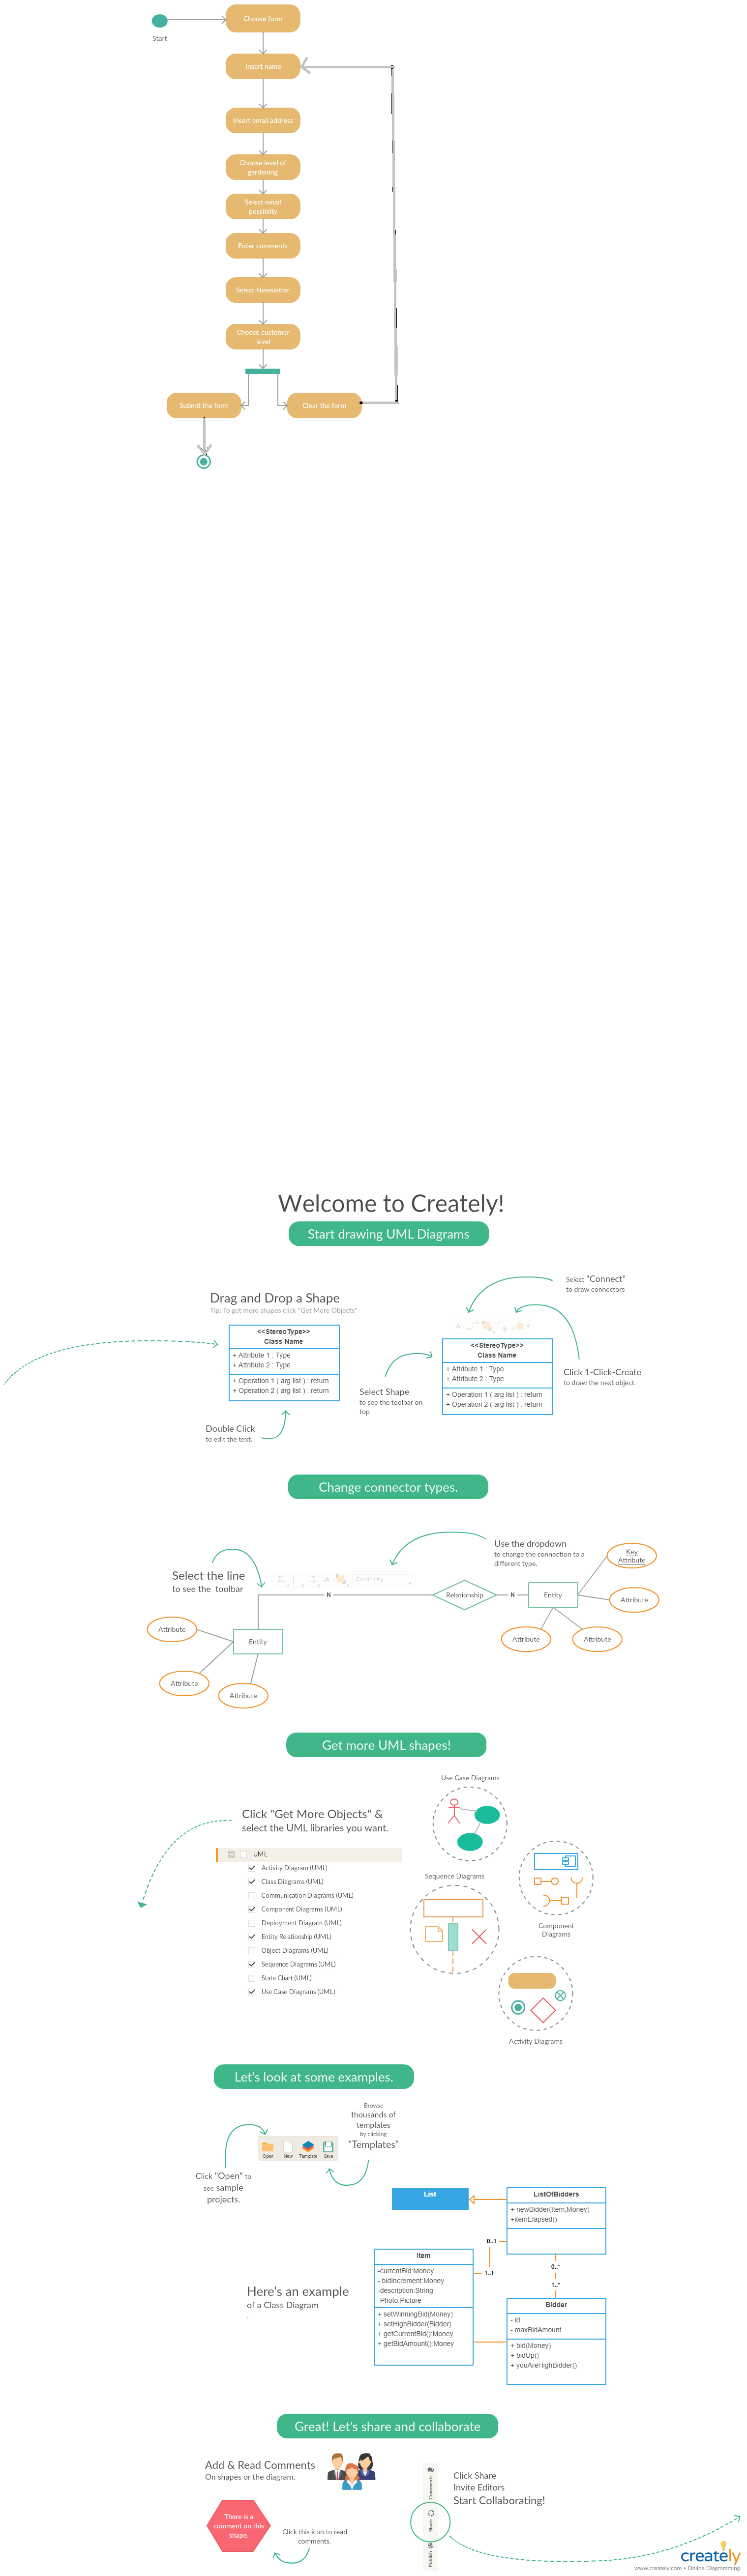 Choose form
Start
Insert name
Insert email address
Choose level of
gardening
Select email
possibilty
Enter comments
Select Newsletter
Choose customer
level
Submit the form
Clear the form
Welcome to Creately!
Start drawing UML Diagrams
Select "Connect"
to draw connectors
Drag and Drop a Shape
Tip: To get more shapes click "Get More Objects"
<<StereoType>>
Class Name
+ Attribute 1 : Type
+ Attribute 2 : Type
+ Operation 1 ( arg list ) : return
+ Operation 2 ( arg list ) : return
Double Click
to edit the text.
Select Shape
to see the toolbar on
top
<<StereoType>>
Class Name
+ Attribute 1 : Type
+ Attribute 2 : Type
+ Operation 1 ( arg list ) : return
+ Operation 2 ( arg list ) : return
Click 1-Click-Create
to draw the next object.
Change connector types.
Use the dropdown
to change the connection to a
different type.
Key
Attribute
Select the line
to see the toolbar
A
Cardinality
N
Relationship
N
Entity
Attribute
Attribute
Attribute
Attribute
Entity
Attribute
Attribute
Get more UML shapes!
Use Case Diagrams
Click "Get More Objects" &
select the UML libraries you want.
UML
Activity Diagram (UML)
Class Diagrams (UML)
Communication Diagrams (UML)
Component Diagrams (UML)
Deployment Diagram (UML)
Entity Relationship (UML)
Object Diagrams (UML)
Sequence Diagrams (UML)
State Chart (UML)
Use Case Diagrams (UML)
Sequence Diagrams
Component
Diagrams
Activity Diagrams
Let's look at some examples.
Browse
thousands of
templates
by clicking
"Templates"
Open
New
Template
Save
Click "Open" to
see sample
projects.
List
ListOfBidders
+ newBidder(Item,Money)
+itemElapsed()
0..1
1..1
0..*
1..*
Item
-currentBid:Money
- bidIncrement:Money
-description:String
-Photo:Picture
+ setWinningBid(Money)
+ setHighBidder(Bidder)
+ getCurrentBid():Money
+ getBidAmount():Money
Here's an example
of a Class Diagram
Bidder
- id
- maxBidAmount
+ bid(Money)
+ bidUp()
+ youAreHighBidder()
Great! Let's share and collaborate
Add & Read Comments
On shapes or the diagram.
There is a
comment on this
shape.
Click this icon to read
comments.
Comments
Share
Publish
Click Share
Invite Editors
Start Collaborating!
creately
www.creately.com • Online Diagramming